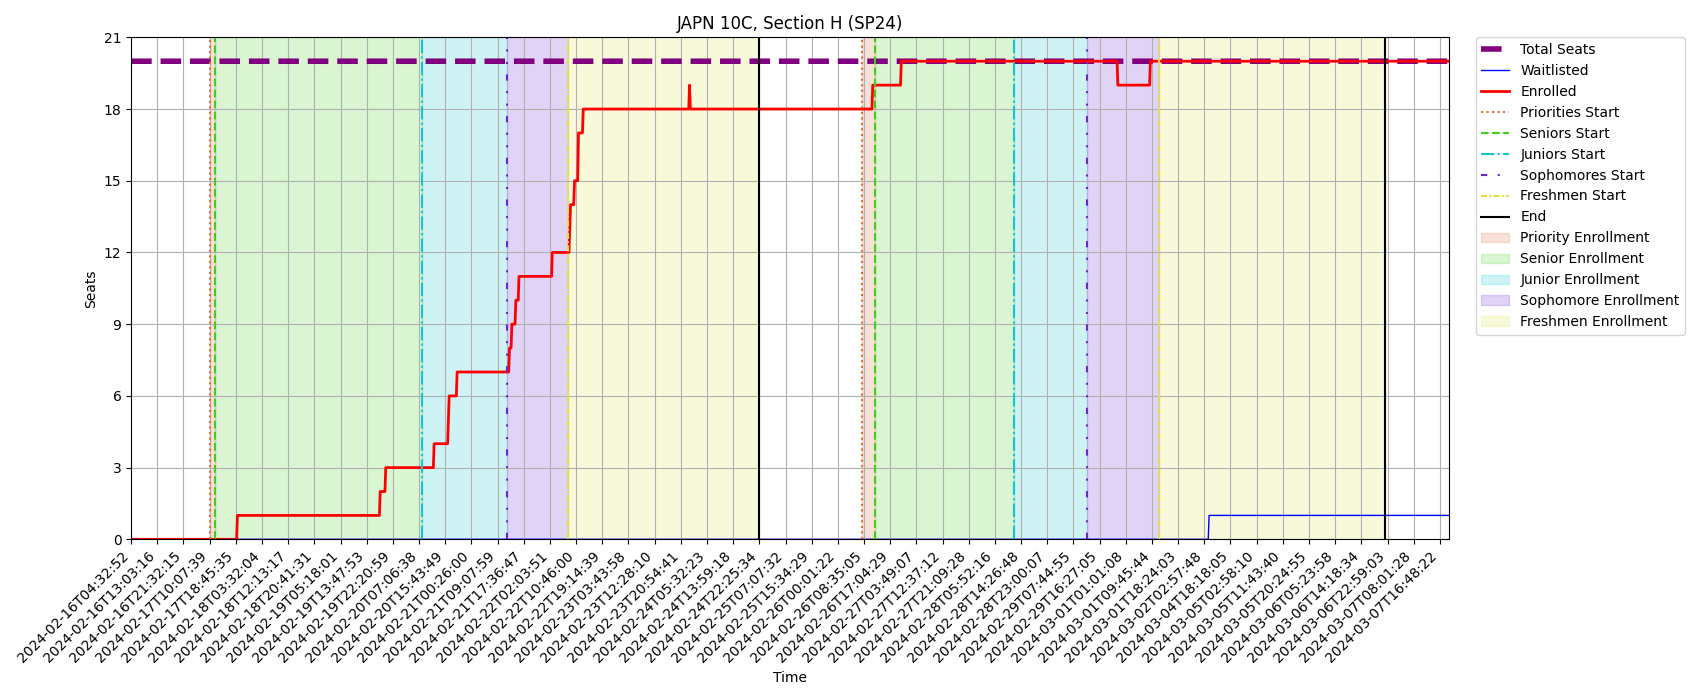 JAPN 10C, Section H (SP24)
21
18
15
12
9
6
3
0
Seats
2024-02-16T04:32:52
2024-02-16T13:03:16
2024-02-16T21:32:15
2024-02-17T10:07:39
2024-02-17T18:45:35
2024-02-18T03:32:04
2024-02-18T12:13:17
2024-02-18T20:41:31
2024-02-19T05:18:01
2024-02-19T13:47:53
2024-02-19T22:20:59
2024-02-20T07:06:38
2024-02-20T15:43:49
2024-02-21T00:26:00
2024-02-21T09:07:59
2024-02-21T17:36:47
2024-02-22T02:03:51
2024-02-22T10:46:00
2024-02-22T19:14:39
2024-02-23T03:43:58
2024-02-23T12:28:10
2024-02-23T20:54:41
2024-02-24T05:32:23
2024-02-24T13:59:18
2024-02-24T22:25:34
2024-02-25T07:07:32
2024-02-25T15:34:29
2024-02-26T00:01:22
2024-02-26T08:35:05
2024-02-26T17:04:29
2024-02-27T03:49:07
2024-02-27T12:37:12
2024-02-27T21:09:28
2024-02-28T05:52:16
2024-02-28T14:26:48
2024-02-28T23:00:07
2024-02-29T07:44:55
2024-02-29T16:27:05
2024-03-01T01:01:08
2024-03-01T09:45:44
2024-03-01T18:24:03
2024-03-02T02:57:48
2024-03-04T18:18:05
2024-03-05T02:58:10
2024-03-05T11:43:40
2024-03-05T20:24:55
2024-03-06T05:23:58
2024-03-06T14:18:34
2024-03-06T22:59:03
2024-03-07T08:01:28
2024-03-07T16:48:22
Time
Total Seats
Waitlisted
Enrolled
Priorities Start
Seniors Start
Juniors Start
Sophomores Start
Freshmen Start
End
Priority Enrollment
Senior Enrollment
Junior Enrollment
Sophomore Enrollment
Freshmen Enrollment